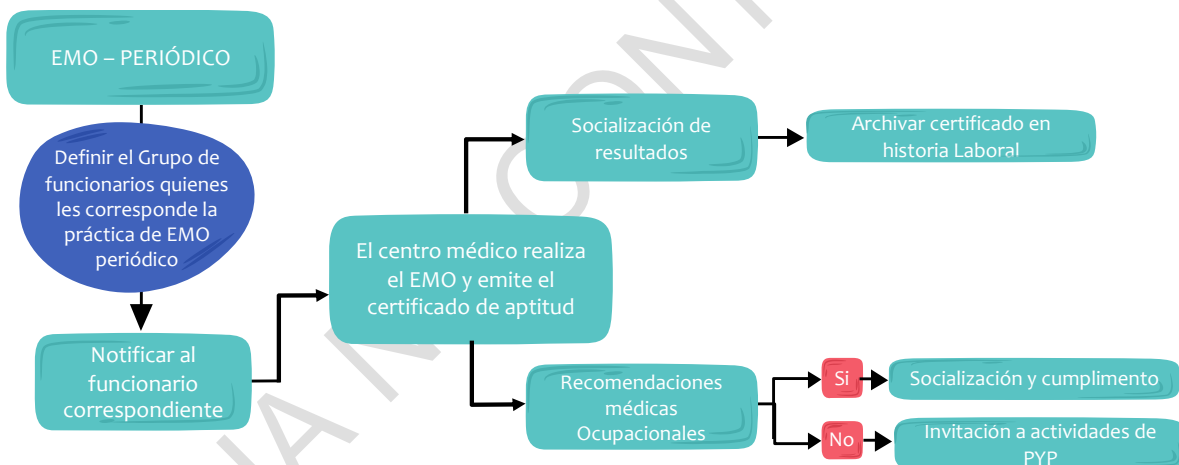 EMO – PERIÓDICO
Definir el Grupo de
funcionarios quienes
les corresponde la
práctica de EMO
periódico
Notificar al
funcionario
correspondiente
El centro médico realiza
el EMO y emite el
certificado de aptitud
Socialización de
resultados
Archivar certificado en
historia Laboral
Recomendaciones
médicas
Ocupacionales
Si
Socialización y cumplimento
No
Invitación a actividades de
PYP